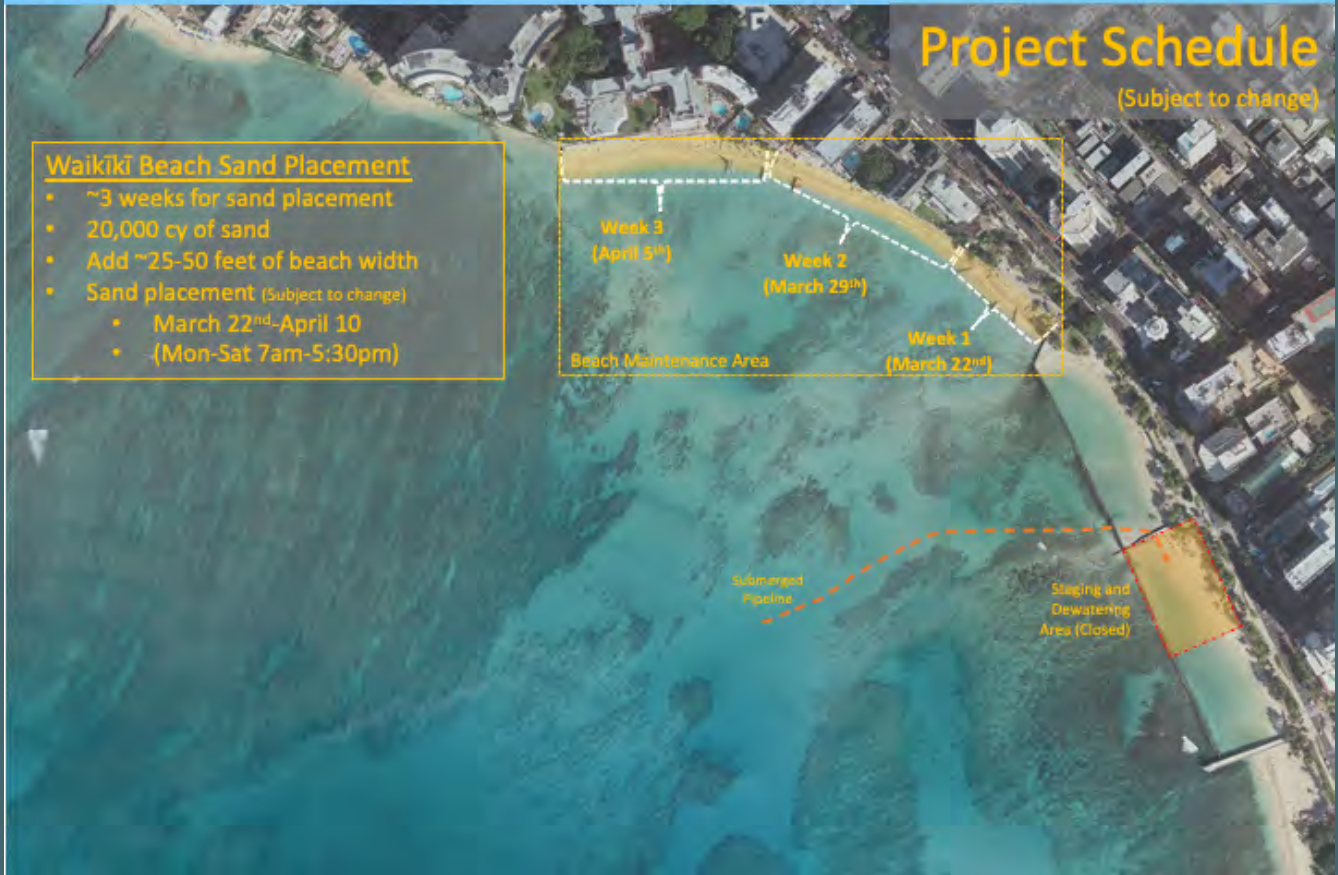 Project Schedule
(Subject to change)
Waikīkī Beach Sand Placement
• ~3 weeks for sand placement
• 20,000 cy of sand
• Add ~25-50 feet of beach width
• Sand placement (Subject to change)
• March 22nd-April 10
• (Mon-Sat 7am-5:30pm)
Week 3
(April 5th)
Week 2
(March 29th)
Week 1
(March 22nd)
Beach Maintenance Area
Submerged
Pipeline
Staging and
Dewatering
Area (Closed)